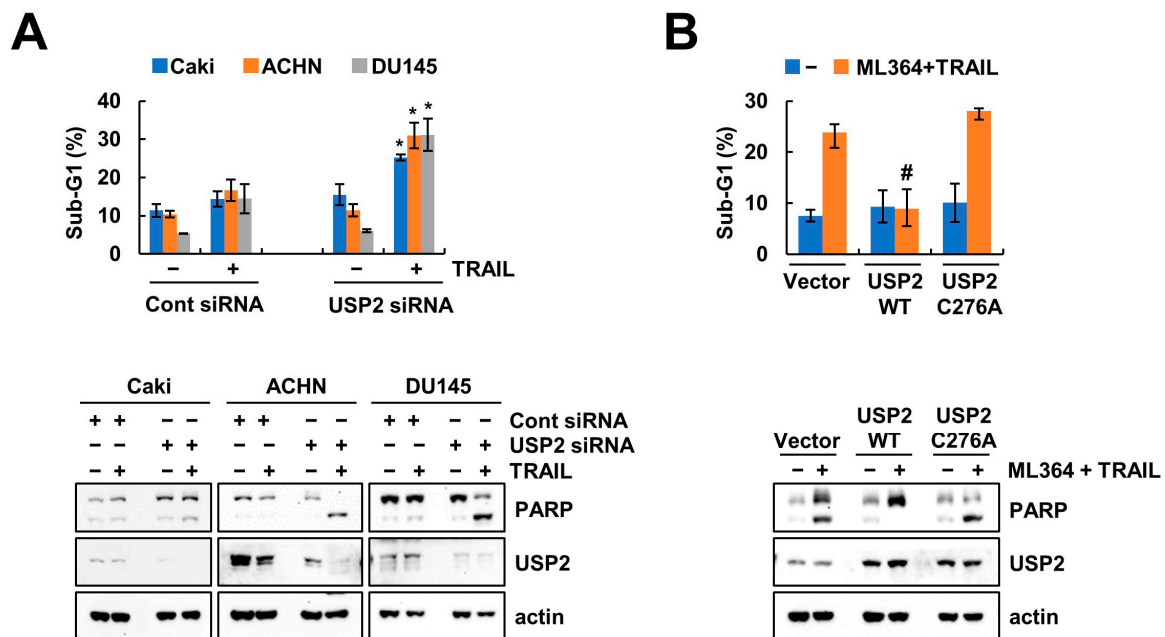 A
Caki ACHN DU145
Sub-G1 (%)
40
30
20
10
0
* * *
− + − + TRAIL
Cont siRNA USP2 siRNA
Caki ACHN DU145
+ + − − + + − − + + − − Cont siRNA
− − + + − − + + − − + + USP2 siRNA
− + − + − + − + − + − + TRAIL
PARP
USP2
actin
B
− ML364+TRAIL
Sub-G1 (%)
30
20
10
0
#
Vector USP2 USP2
WT C276A
USP2 USP2
Vector WT C276A
− + − + − + ML364 + TRAIL
PARP
USP2
actin